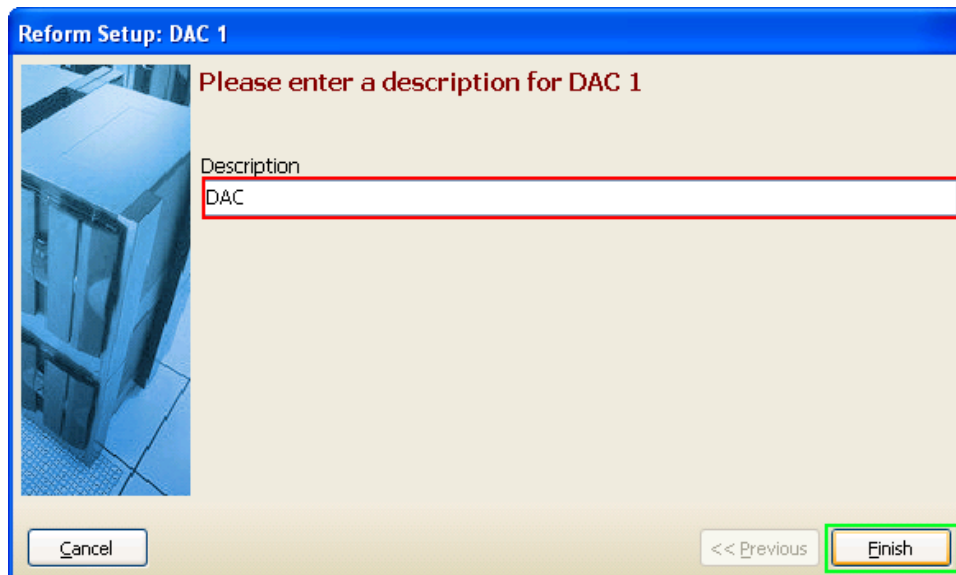 Reform Setup: DAC 1
Please enter a description for DAC 1
Description
DAC
Cancel
<< Previous
Finish